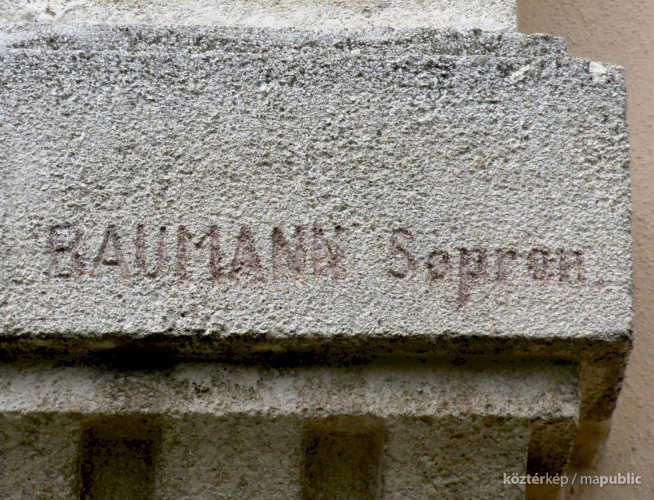 BAUMANN Sopron.
köztérkép / mapublic